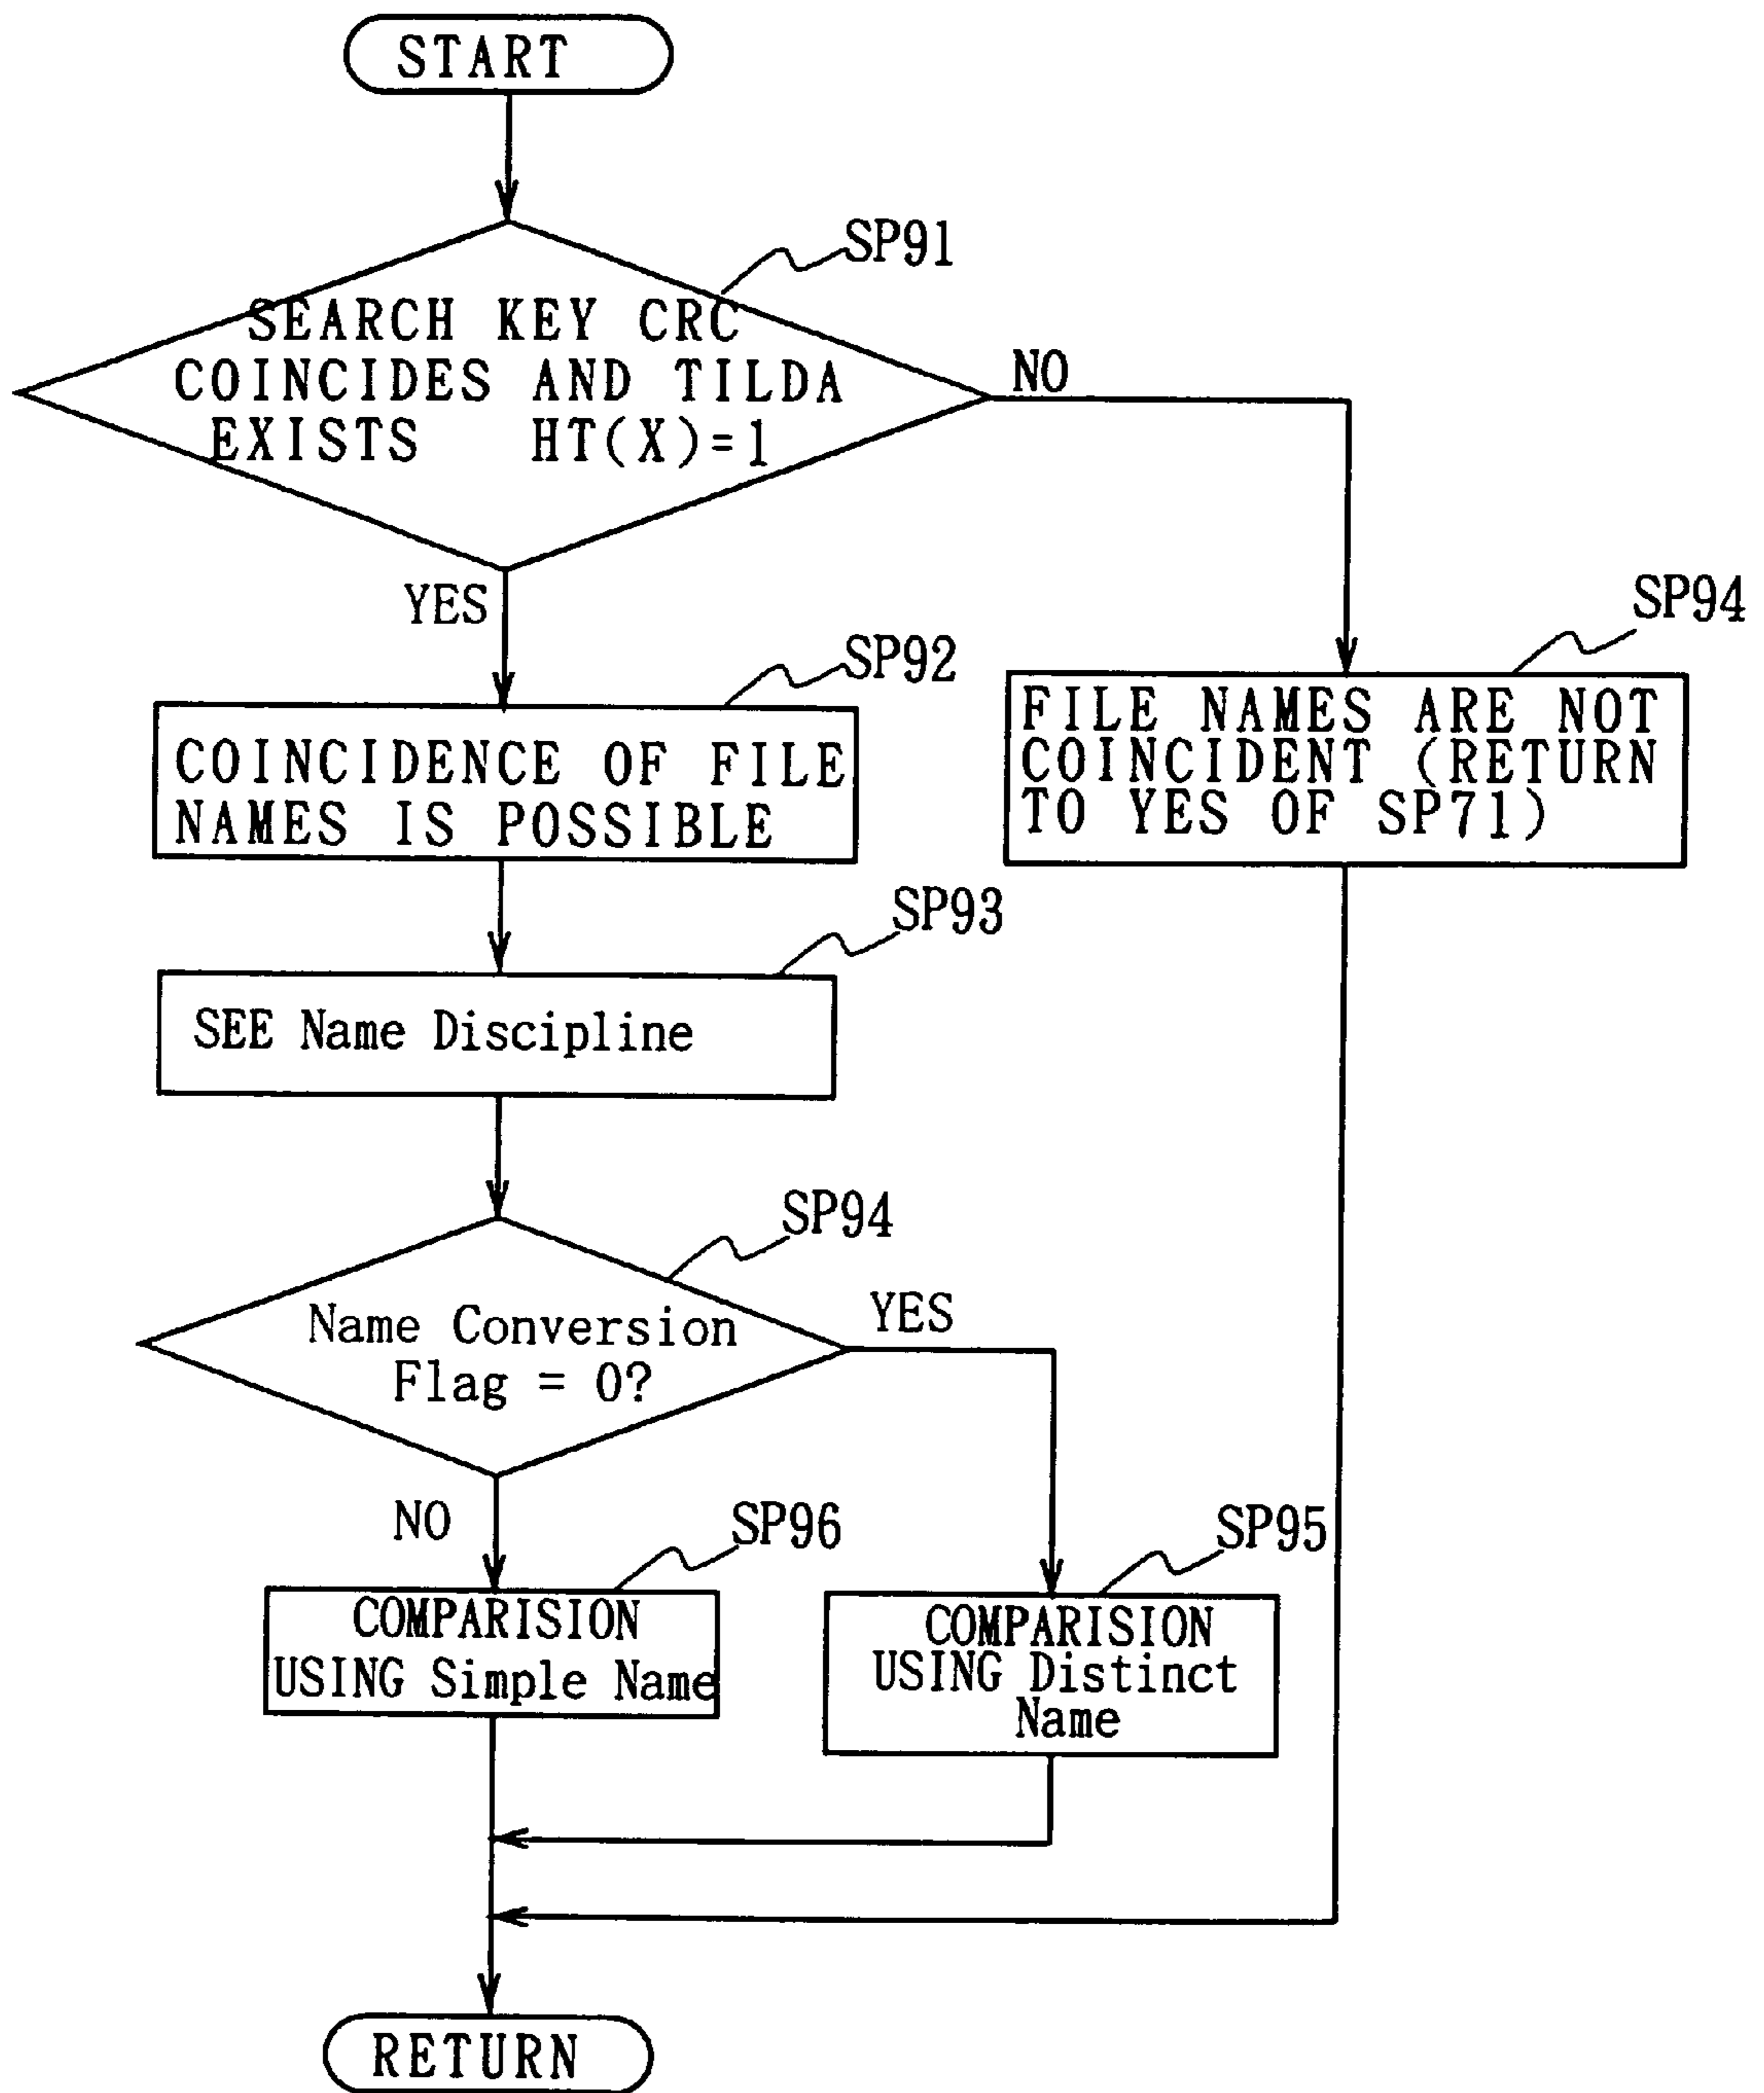 START
SP91
SEARCH KEY CRC
COINCIDES AND TILDA
EXISTS HT(X)=1
NO
YES
SP92
COINCIDENCE OF FILE
NAMES IS POSSIBLE
SP94
FILE NAMES ARE NOT
COINCIDENT (RETURN
TO YES OF SP71)
SP93
SEE Name Discipline
SP94
Name Conversion
Flag = 0?
YES
NO
SP96
COMPARISION
USING Simple Name
SP95
COMPARISION
USING Distinct
Name
RETURN